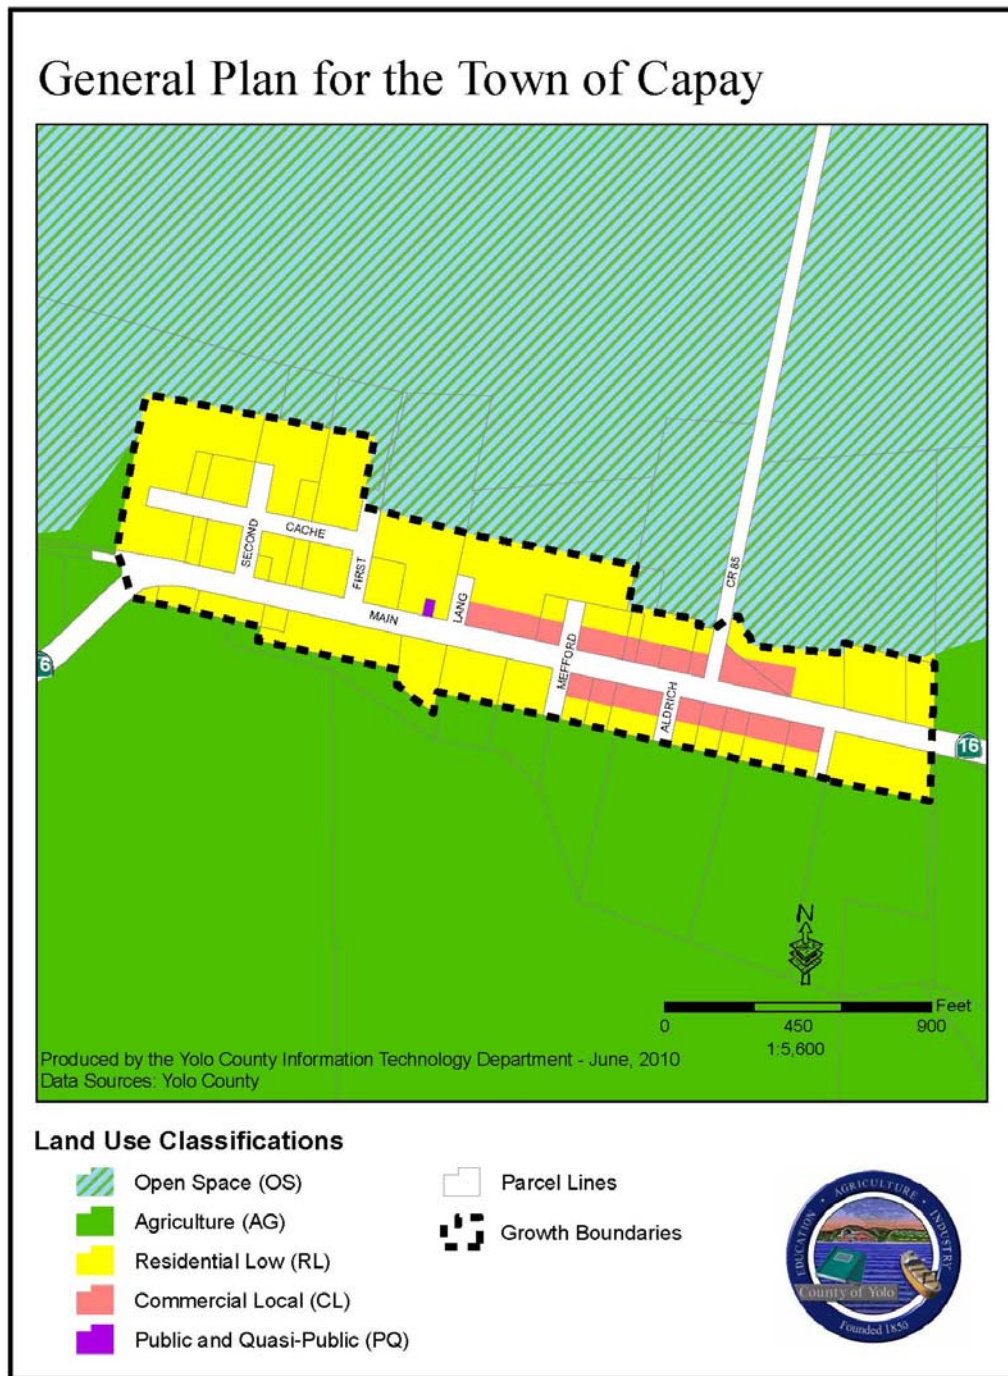 General Plan for the Town of Capay
CR 85
SECOND
CACHE
FIRST
MAIN
LANG
MEFFORD
ALDRICH
6
16
N
Feet
0 450 900
1:5,600
Produced by the Yolo County Information Technology Department - June, 2010
Data Sources: Yolo County
Land Use Classifications
Open Space (OS)
Agriculture (AG)
Residential Low (RL)
Commercial Local (CL)
Public and Quasi-Public (PQ)
Parcel Lines
Growth Boundaries
EDUCATION • AGRICULTURE • INDUSTRY
County of Yolo
Founded 1850